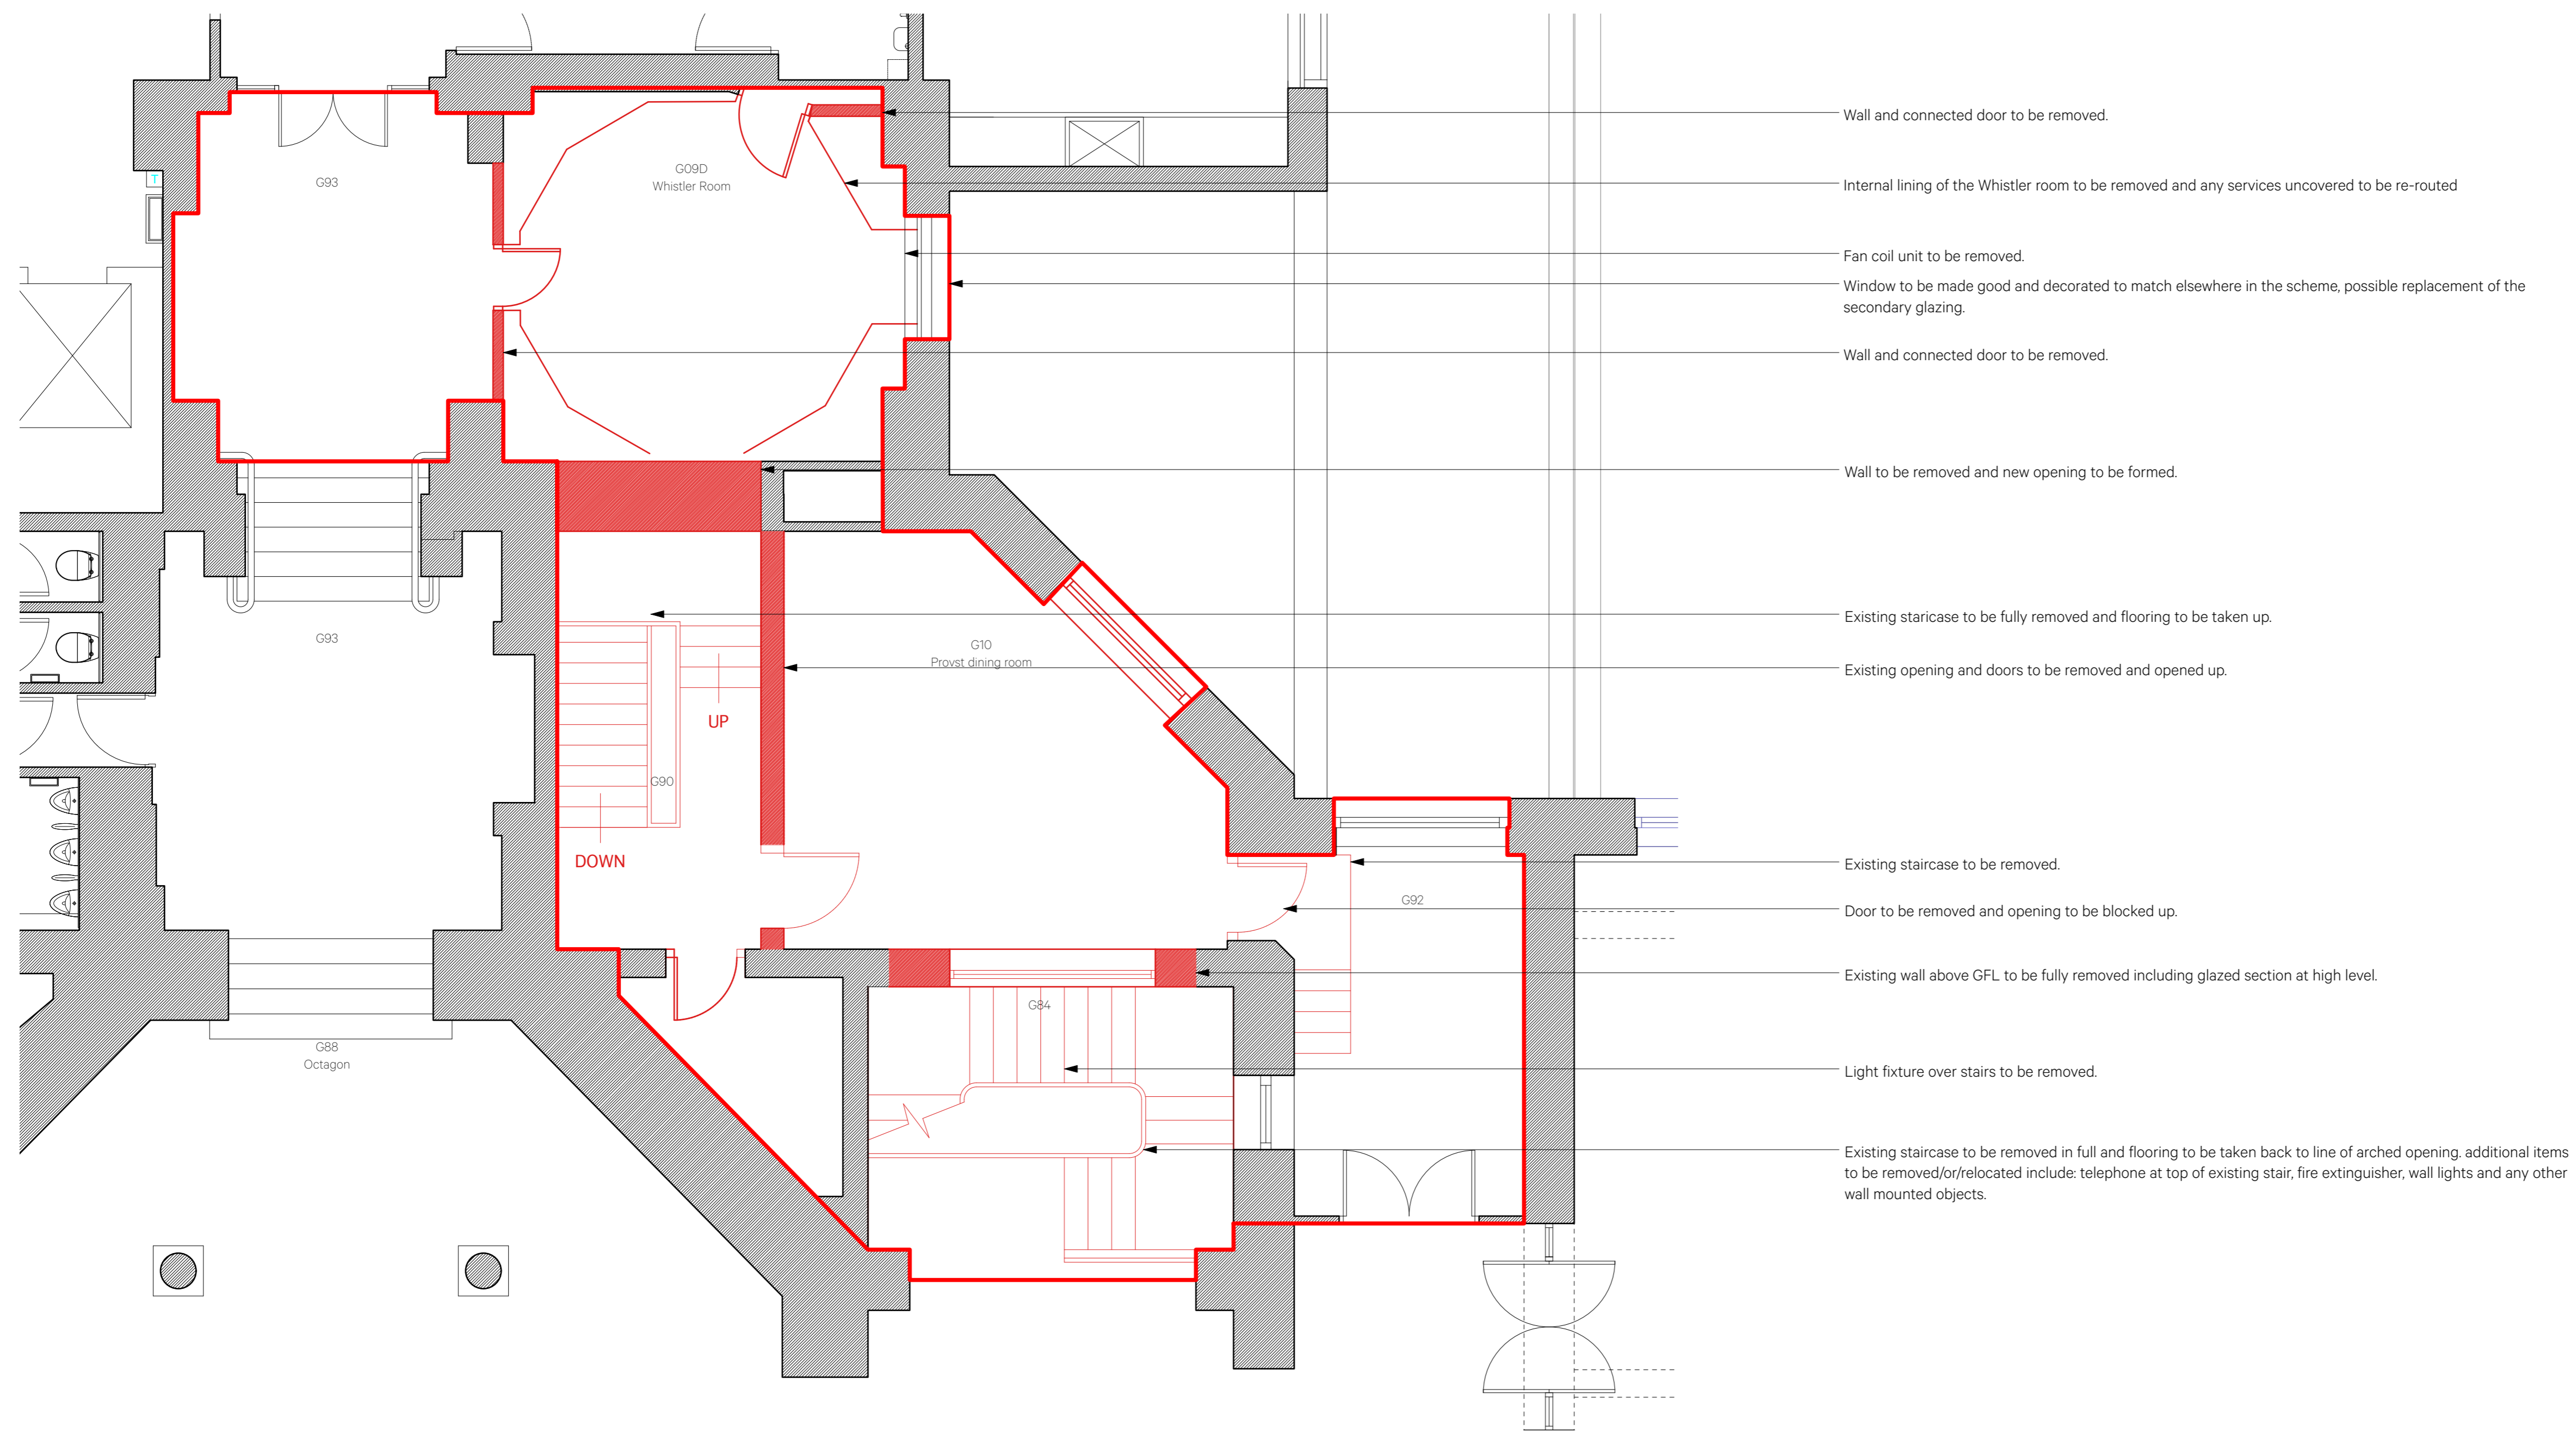 Wall and connected door to be removed.
T
G93
G09D
Whistler Room
Internal lining of the Whistler room to be removed and any services uncovered to be re-routed
Fan coil unit to be removed.
Window to be made good and decorated to match elsewhere in the scheme, possible replacement of the
secondary glazing.
Wall and connected door to be removed.
Wall to be removed and new opening to be formed.
Existing staricase to be fully removed and flooring to be taken up.
G93
G10
Provst dining room
Existing opening and doors to be removed and opened up.
UP
G90
DOWN
Existing staircase to be removed.
G92
Door to be removed and opening to be blocked up.
Existing wall above GFL to be fully removed including glazed section at high level.
G84
G88
Octagon
Light fixture over stairs to be removed.
Existing staircase to be removed in full and flooring to be taken back to line of arched opening. additional items
to be removed/or/relocated include: telephone at top of existing stair, fire extinguisher, wall lights and any other
wall mounted objects.